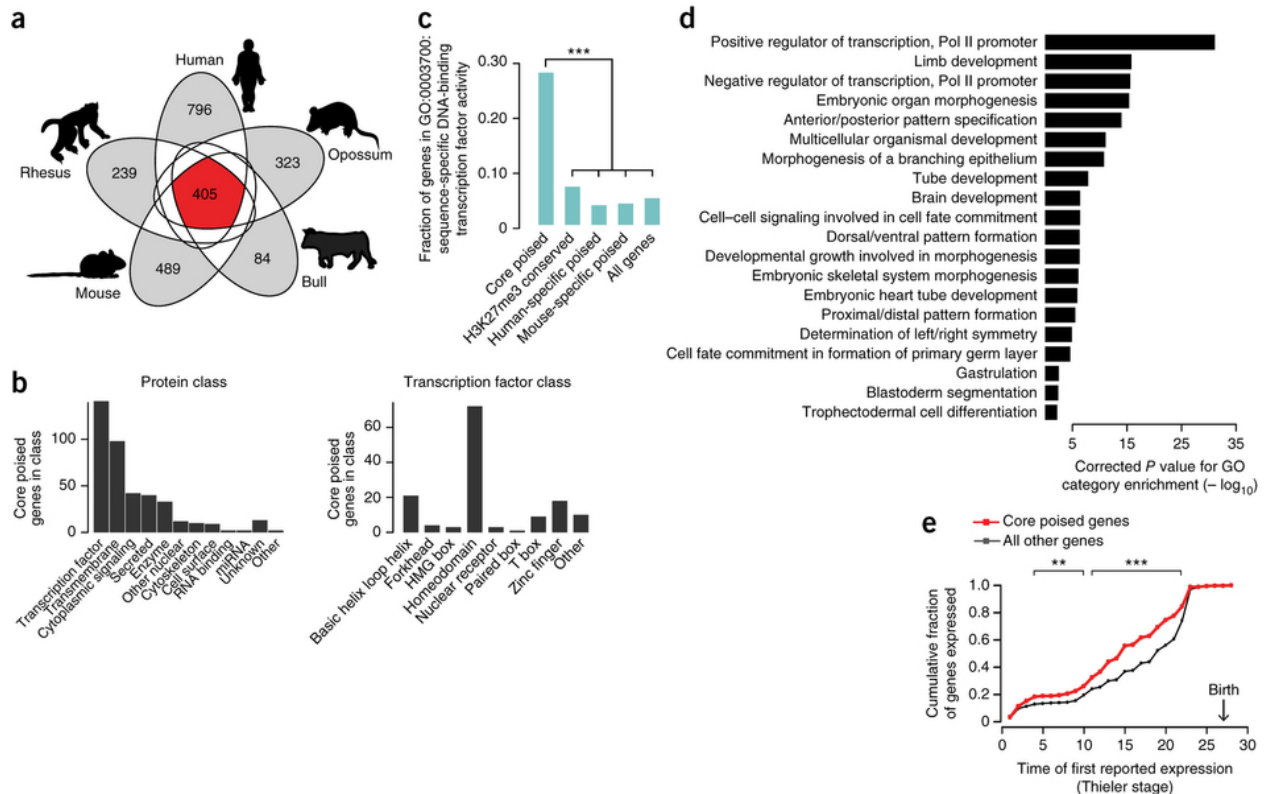 a
Human
796
Rhesus
239
323
Opossum
405
Mouse
489
84
Bull
b
Protein class
Core poised
genes in class
100
50
0
Transcription factor
Transmembrane
Cytoplasmic signaling
Secreted
Enzyme
Other nuclear
Cytoskeleton
Cell surface
RNA binding
miRNA
Unknown
Other
Transcription factor class
Core poised
genes in class
60
40
20
0
Basic helix loop helix
Forkhead
HMG box
Homeodomain
Nuclear receptor
Paired box
T box
Zinc finger
Other
c
Fraction of genes in GO:0003700:
sequence-specific DNA-binding
transcription factor activity
***
0.30
0.20
0.10
0
Core poised
H3K27me3 conserved
Human-specific poised
Mouse-specific poised
All genes
d
Positive regulator of transcription, Pol II promoter
Limb development
Negative regulator of transcription, Pol II promoter
Embryonic organ morphogenesis
Anterior/posterior pattern specification
Multicellular organismal development
Morphogenesis of a branching epithelium
Tube development
Brain development
Cell–cell signaling involved in cell fate commitment
Dorsal/ventral pattern formation
Developmental growth involved in morphogenesis
Embryonic skeletal system morphogenesis
Embryonic heart tube development
Proximal/distal pattern formation
Determination of left/right symmetry
Cell fate commitment in formation of primary germ layer
Gastrulation
Blastoderm segmentation
Trophectodermal cell differentiation
5 15 25 35
Corrected P value for GO
category enrichment (– log10)
e
Core poised genes
All other genes
** ***
Cumulative fraction
of genes expressed
1.0
0.8
0.6
0.4
0.2
0
Birth
0 5 10 15 20 25 30
Time of first reported expression
(Thieler stage)